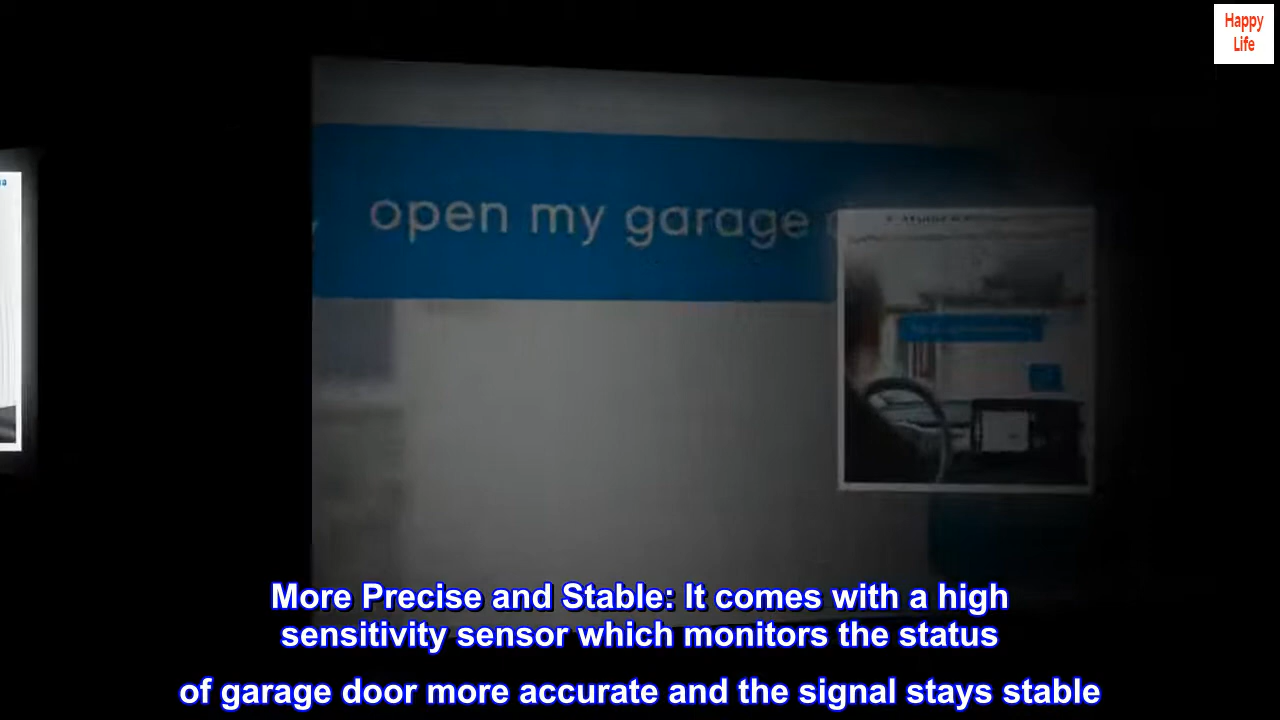 Happy
Life
open my garage
More Precise and Stable: It comes with a high
sensitivity sensor which monitors the status
of garage door more accurate and the signal stays stable